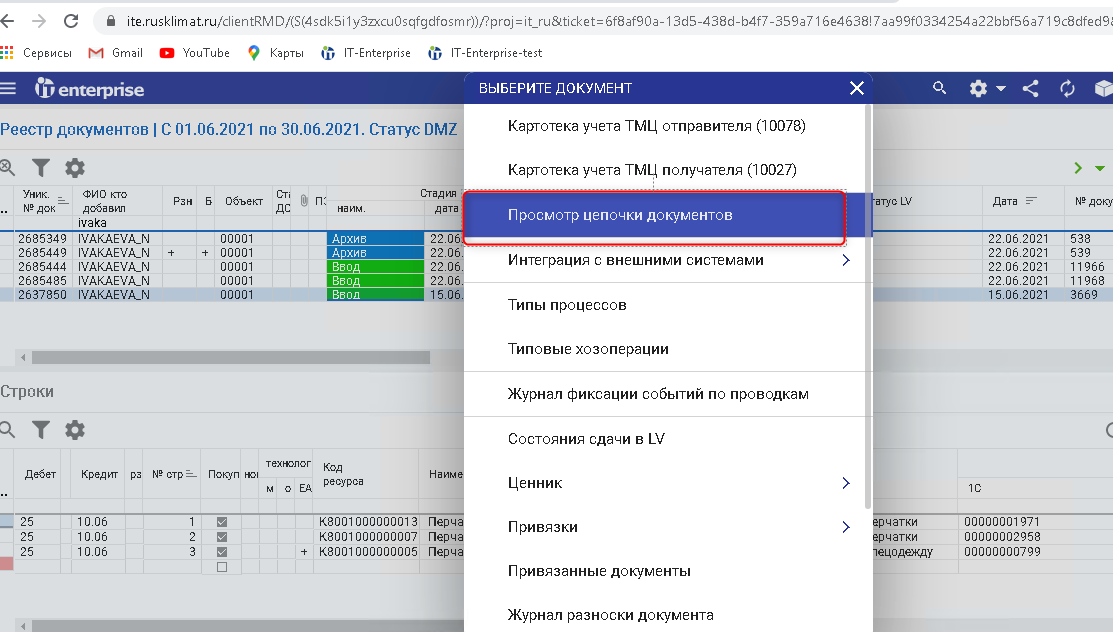 ite.rusklimat.ru/clientRMD/(S(4sdk5i1y3zxcu0sqfgdfosmr))/?proj=it_ru&ticket=6f8af90a-13d5-438d-b4f7-359a716e4638!7aa99f0334254a22bbf56a719c8dfed9&
Сервисы Gmail YouTube Карты IT-Enterprise IT-Enterprise-test
it enterprise
ВЫБЕРИТЕ ДОКУМЕНТ
Реестр документов | С 01.06.2021 по 30.06.2021. Статус DMZ
Картотека учета ТМЦ отправителя (10078)
Картотека учета ТМЦ получателя (10027)
Просмотр цепочки документов
Интеграция с внешними системами
Типы процессов
Типовые хозоперации
Журнал фиксации событий по проводкам
Состояния сдачи в LV
Ценник
Привязки
Привязанные документы
Журнал разноски документа
Уник. ФИО кто Стадия
№ док добавил Рзн Б Объект Ст ДО ПЗ наим. дата татус LV Дата № доку
ivaka
2685349 IVAKAEVA_N 00001 Архив 22.06 22.06.2021 538
2685449 IVAKAEVA_N + + 00001 Архив 22.06 22.06.2021 539
2685444 IVAKAEVA_N 00001 Ввод 22.06 22.06.2021 11966
2685485 IVAKAEVA_N 00001 Ввод 22.06 22.06.2021 11968
2637850 IVAKAEVA_N 00001 Ввод 15.06 15.06.2021 3669
Строки
Дебет Кредит рз № стр Покуп нои технолог Код Наиме
м о ЕА ресурса 1С
25 10.06 1 К8001000000013 Перча ерчатки 00000001971
25 10.06 2 К8001000000007 Перча ерчатки 00000002958
25 10.06 3 + К8001000000005 Перча пецодежду 00000000799